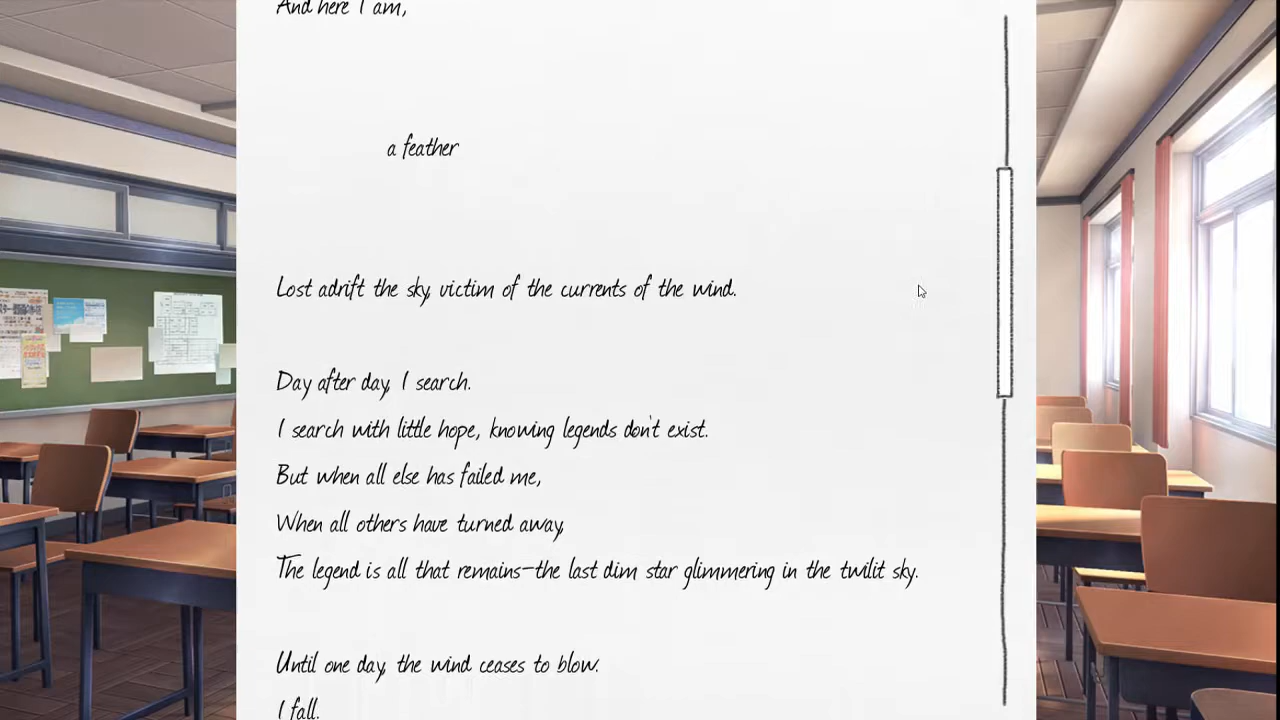 And here I am,
a feather
Lost adrift the sky, victim of the currents of the wind.
Day after day, I search.
I search with little hope, knowing legends don't exist.
But when all else has failed me,
When all others have turned away,
The legend is all that remains—the last dim star glimmering in the twilit sky.
Until one day, the wind ceases to blow.
I fall.